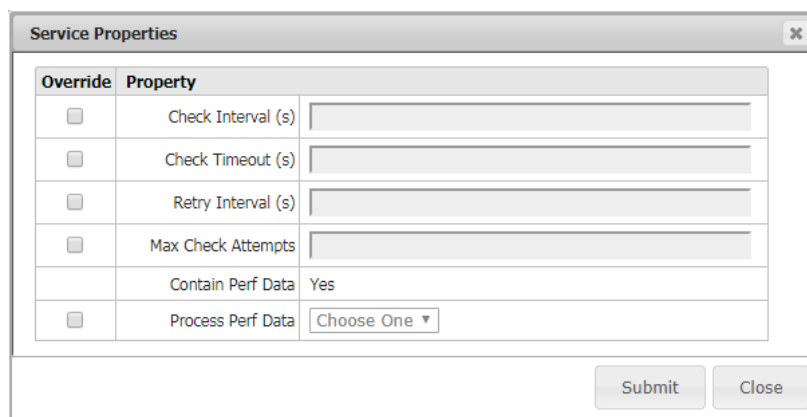 Service Properties
Override Property
Check Interval (s)
Check Timeout (s)
Retry Interval (s)
Max Check Attempts
Contain Perf Data Yes
Process Perf Data Choose One
Submit Close